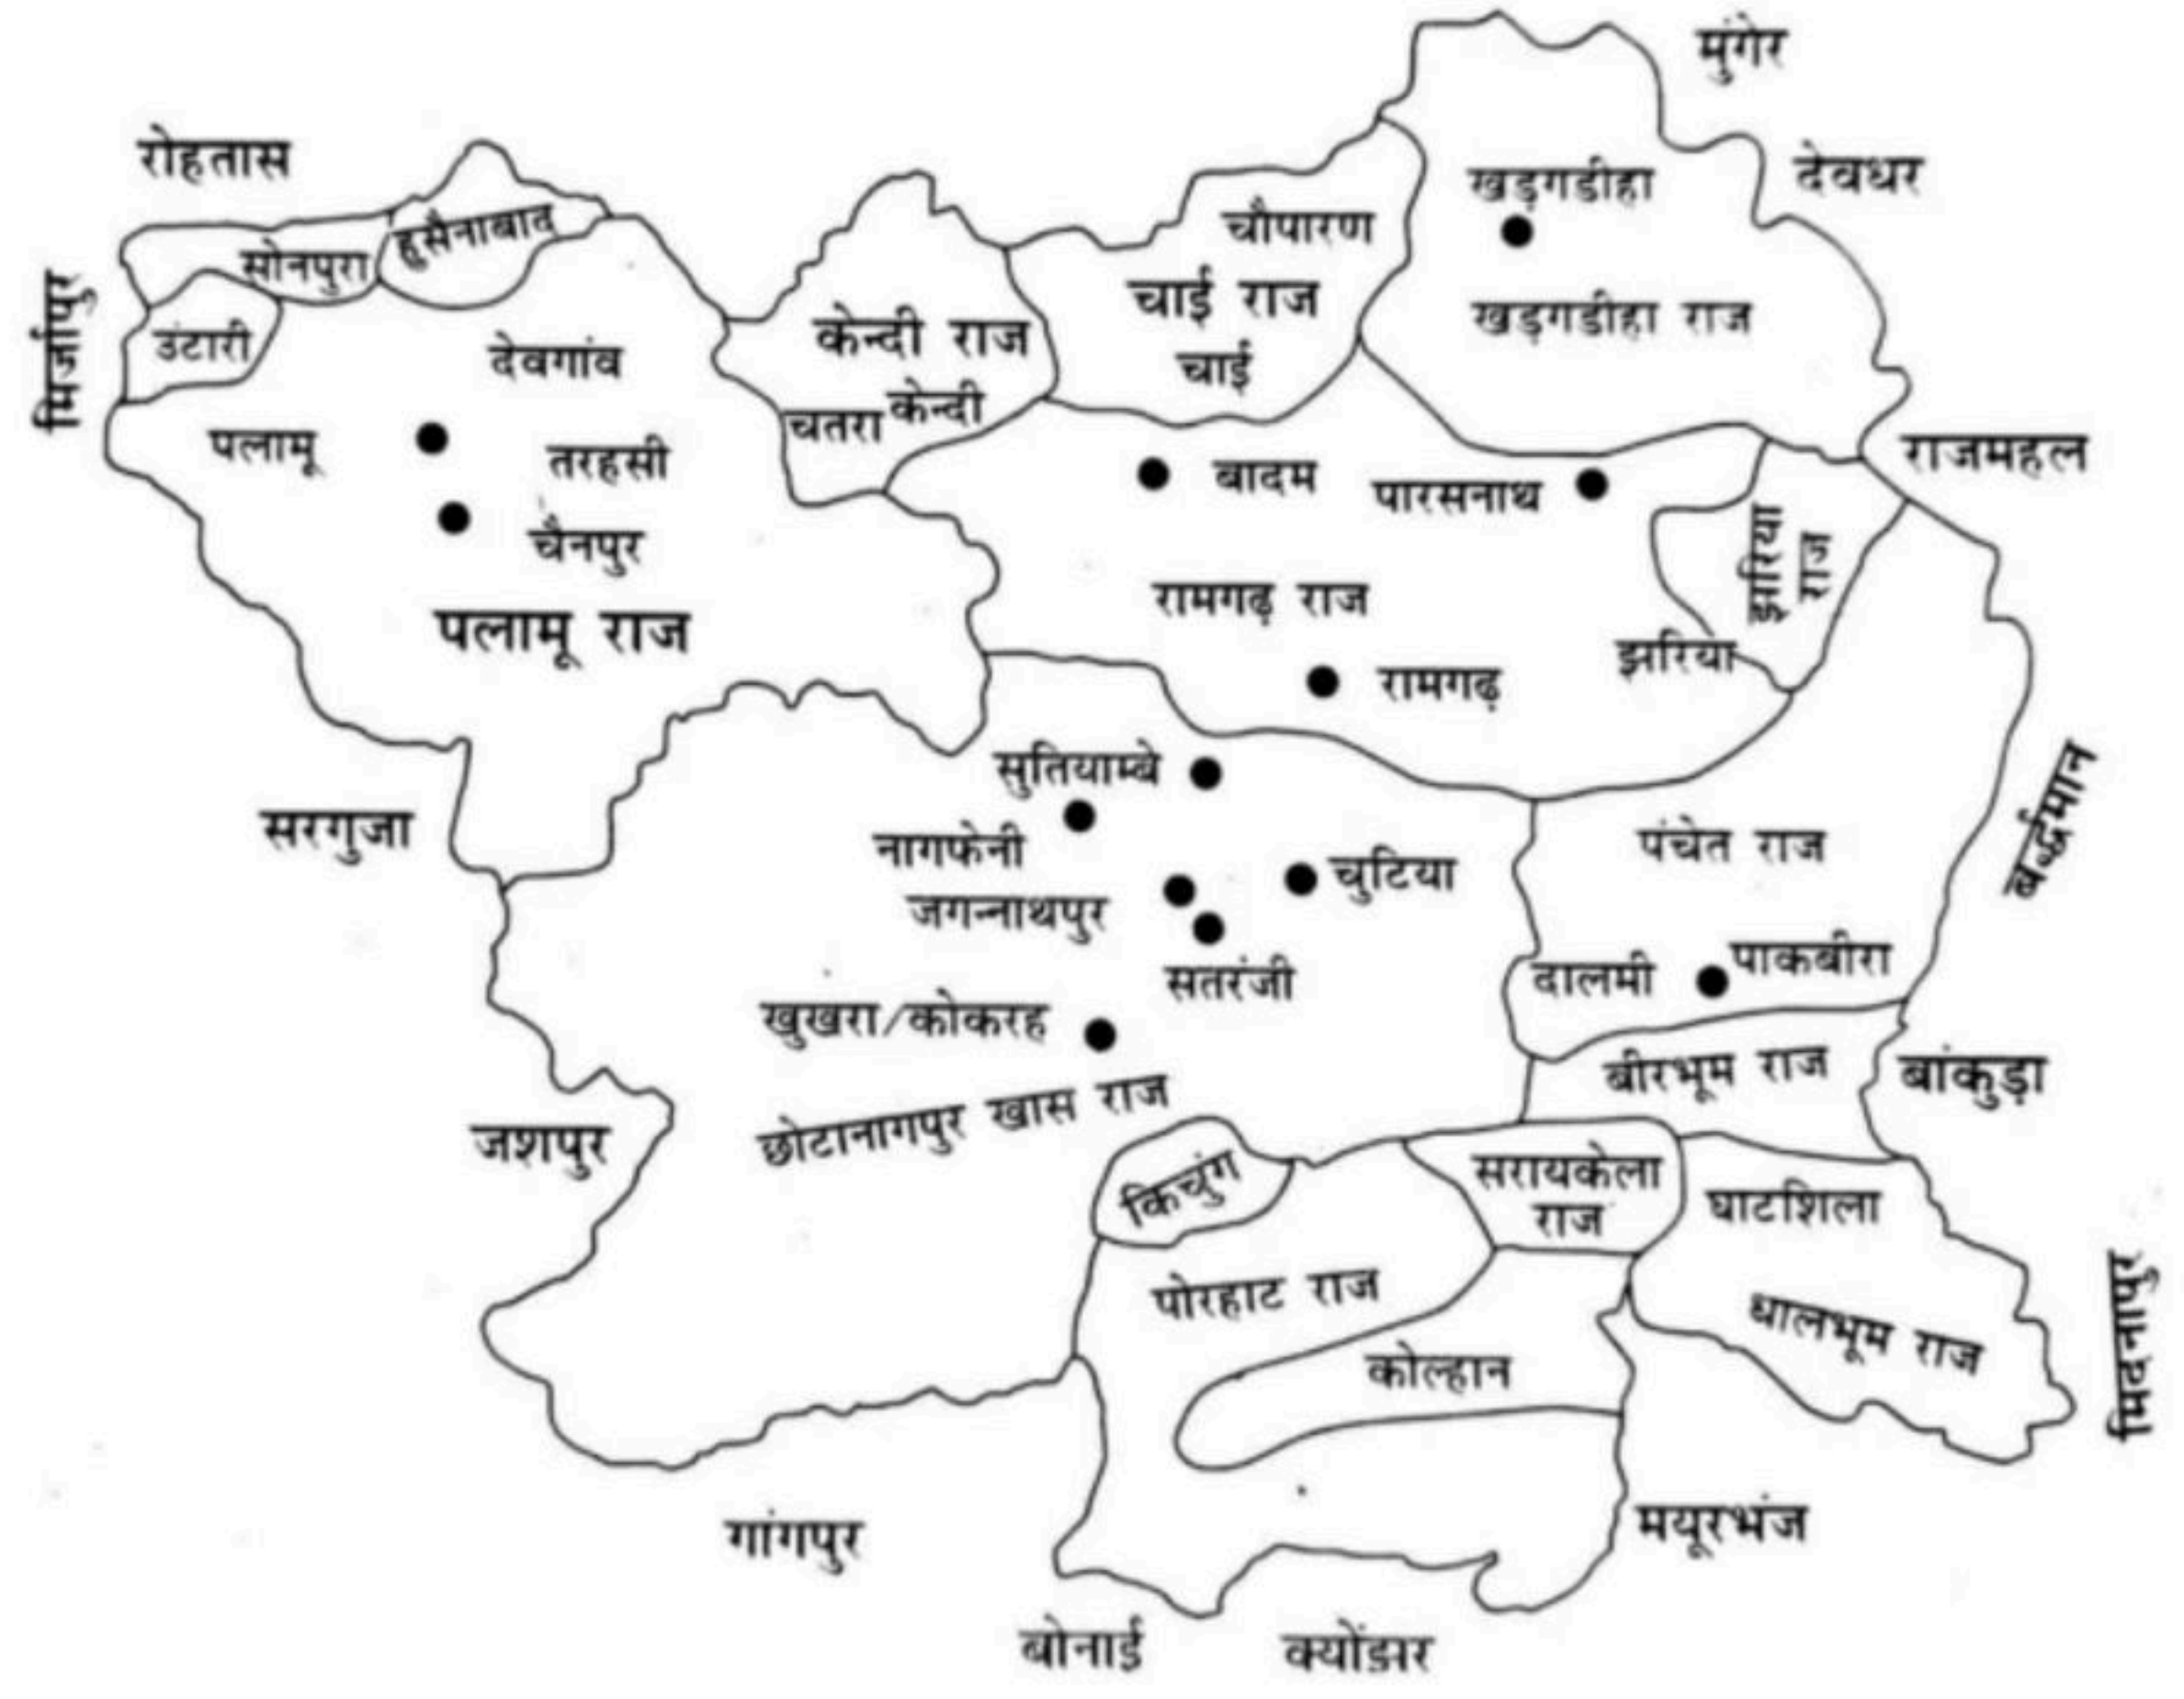 मुंगेर
रोहतास
देवधर
खड़गडीहा
चौपारण
हुसैनाबाद
सोनपुरा
मिर्जापुर
चाई राज
खड़गडीहा राज
केन्दी राज
उंटारी
देवगांव
चाई
केन्दी
चतरा
पलामू
तरहसी
राजमहल
बादम
पारसनाथ
चैनपुर
झरिया
राज
रामगढ़ राज
पलामू राज
झरिया
रामगढ़
सुतियाम्बे
सरगुजा
नागफेनी
पंचेत राज
बर्द्धमान
चुटिया
जगन्नाथपुर
पाकबीरा
सतरंजी
दालमी
खुखरा/कोकरह
बीरभूम राज
बांकुड़ा
छोटानागपुर खास राज
जशपुर
किचुंग
सरायकेला
राज
घाटशिला
पोरहाट राज
धालभूम राज
मिदनापुर
कोल्हान
गांगपुर
मयूरभंज
बोनाई
क्योंझर